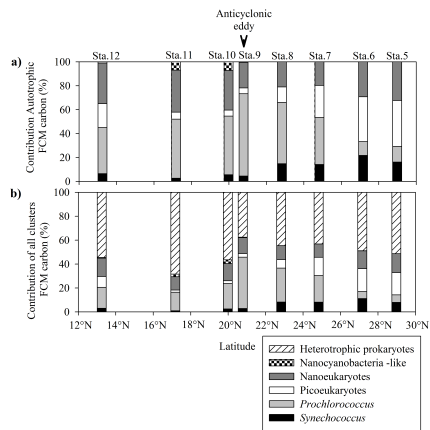 Anticyclonic
eddy
Sta.12 Sta.11 Sta.10 Sta.9 Sta.8 Sta.7 Sta.6 Sta.5
a)
Contribution Autotrophic
FCM carbon (%)
100
80
60
40
20
0
b)
Contribution of all clusters
FCM carbon (%)
100
80
60
40
20
0
12°N 14°N 16°N 18°N 20°N 22°N 24°N 26°N 28°N 30°N
Latitude
Heterotrophic prokaryotes
Nanocyanobacteria -like
Nanoeukaryotes
Picoeukaryotes
Prochlorococcus
Synechococcus